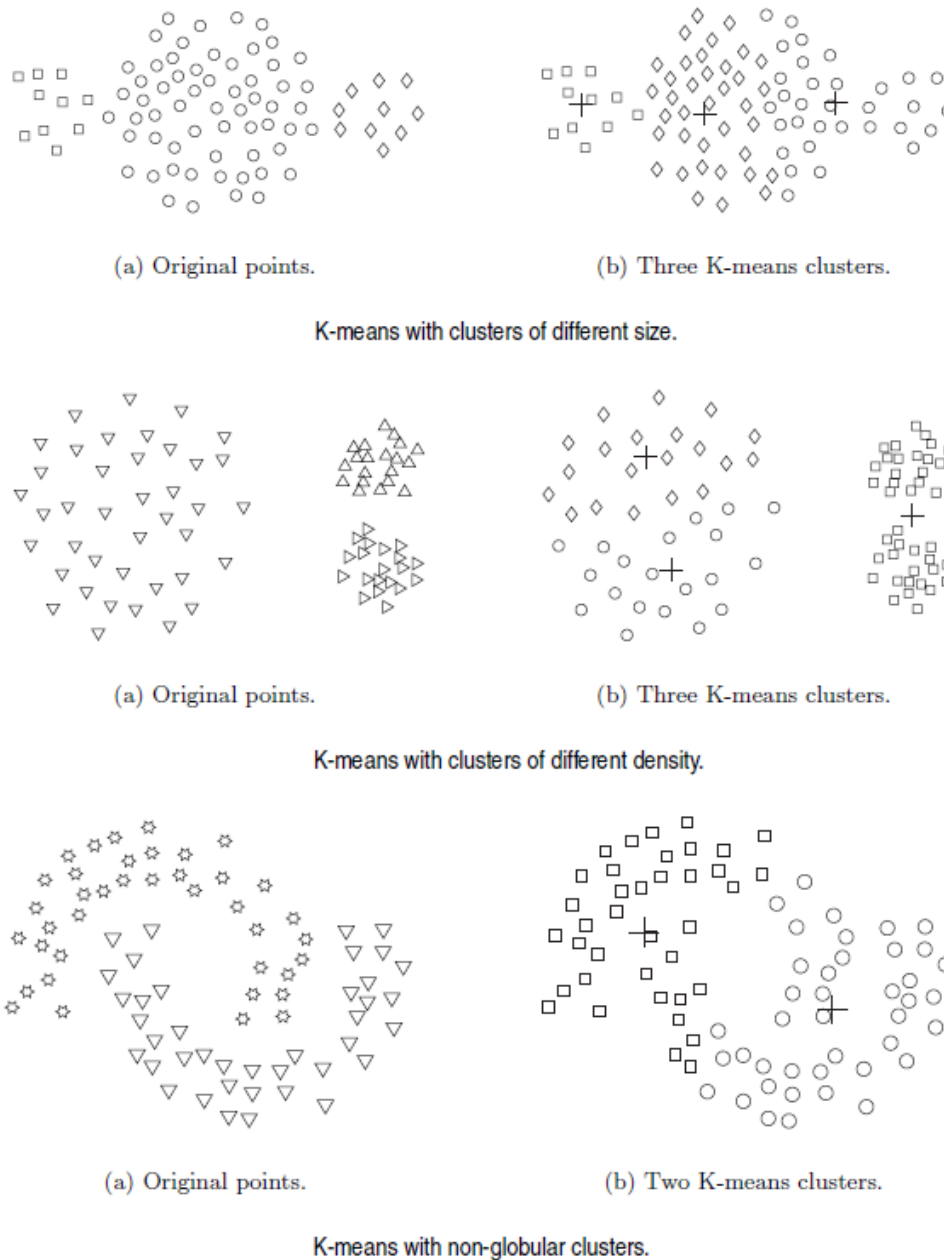 (a) Original points.
(b) Three K-means clusters.
K-means with clusters of different size.
(a) Original points.
(b) Three K-means clusters.
K-means with clusters of different density.
(a) Original points.
(b) Two K-means clusters.
K-means with non-globular clusters.